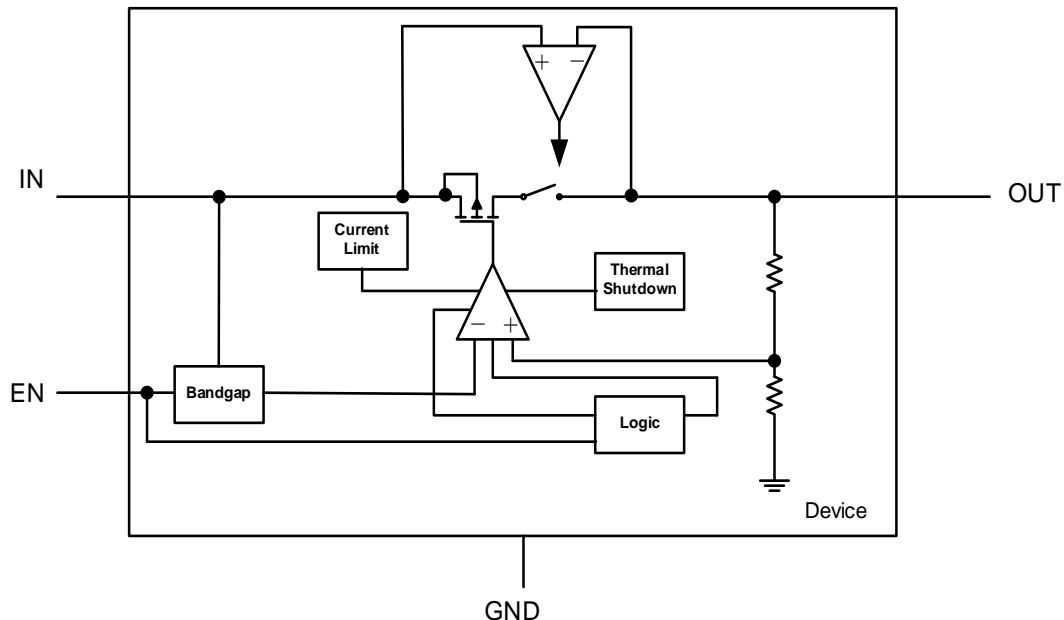 + −
IN
OUT
Current
Limit
Thermal
Shutdown
− +
EN
Bandgap
Logic
Device
GND